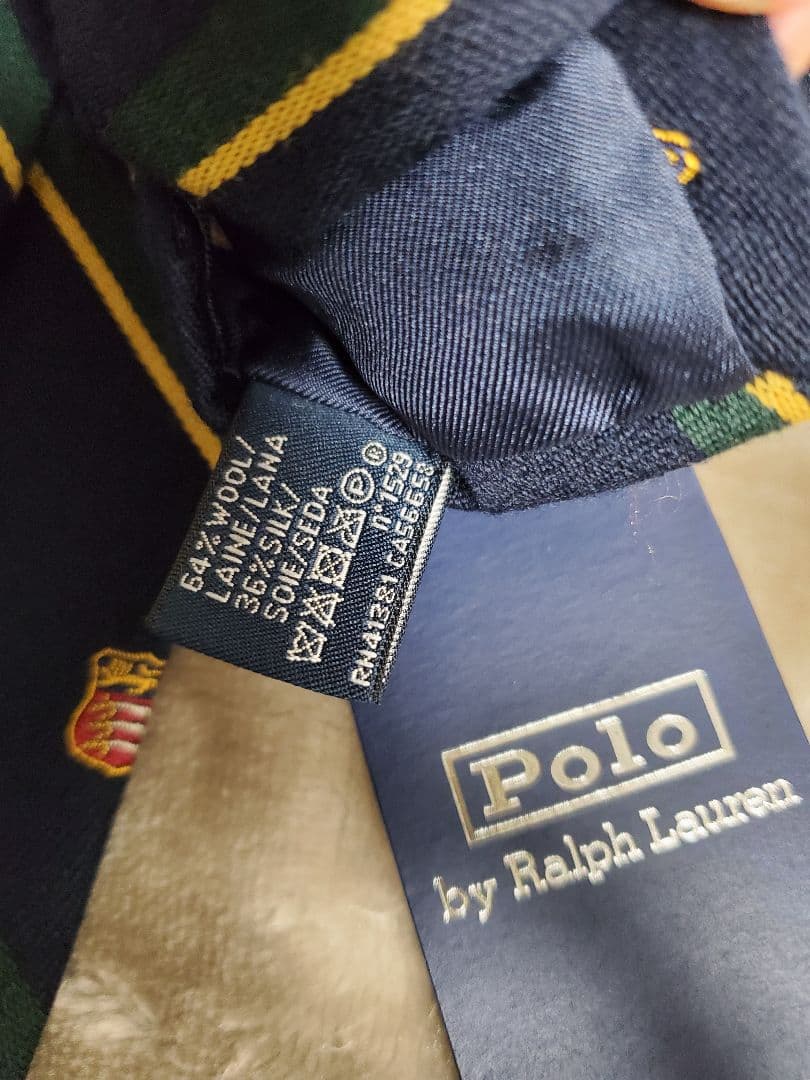 64%WOOL/
LAINE/LANA
36%SILK/
SOIE/SEDA
P
®
n°1529
RN41381 CA56658
Polo
by Ralph Lauren